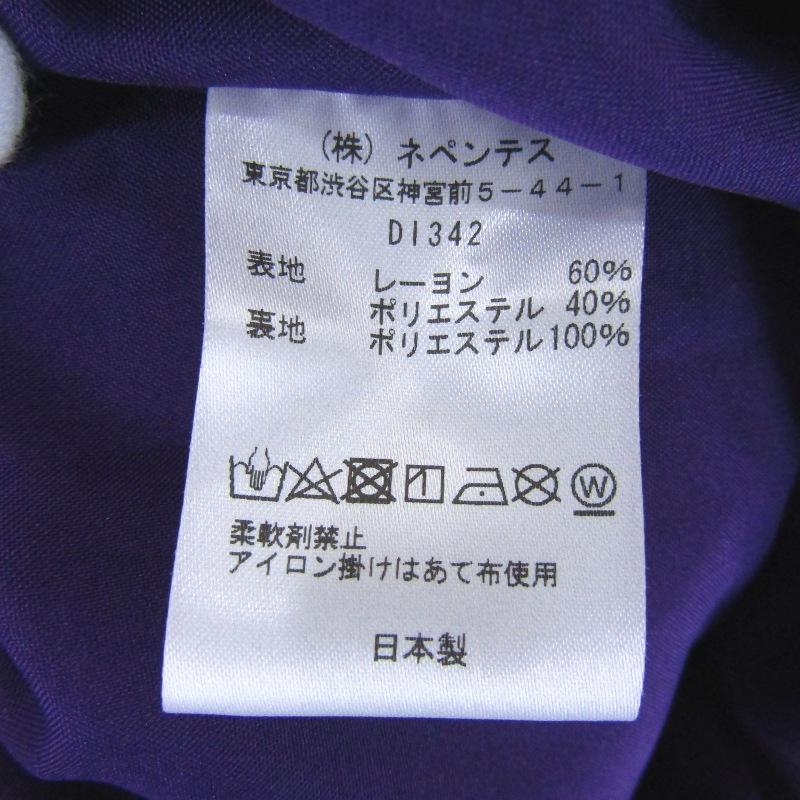 （株）ネペンテス
東京都渋谷区神宮前5－44－1
DI342
表地 レーヨン 60%
ポリエステル 40%
裏地 ポリエステル100%
W
柔軟剤禁止
アイロン掛けはあて布使用
日本製